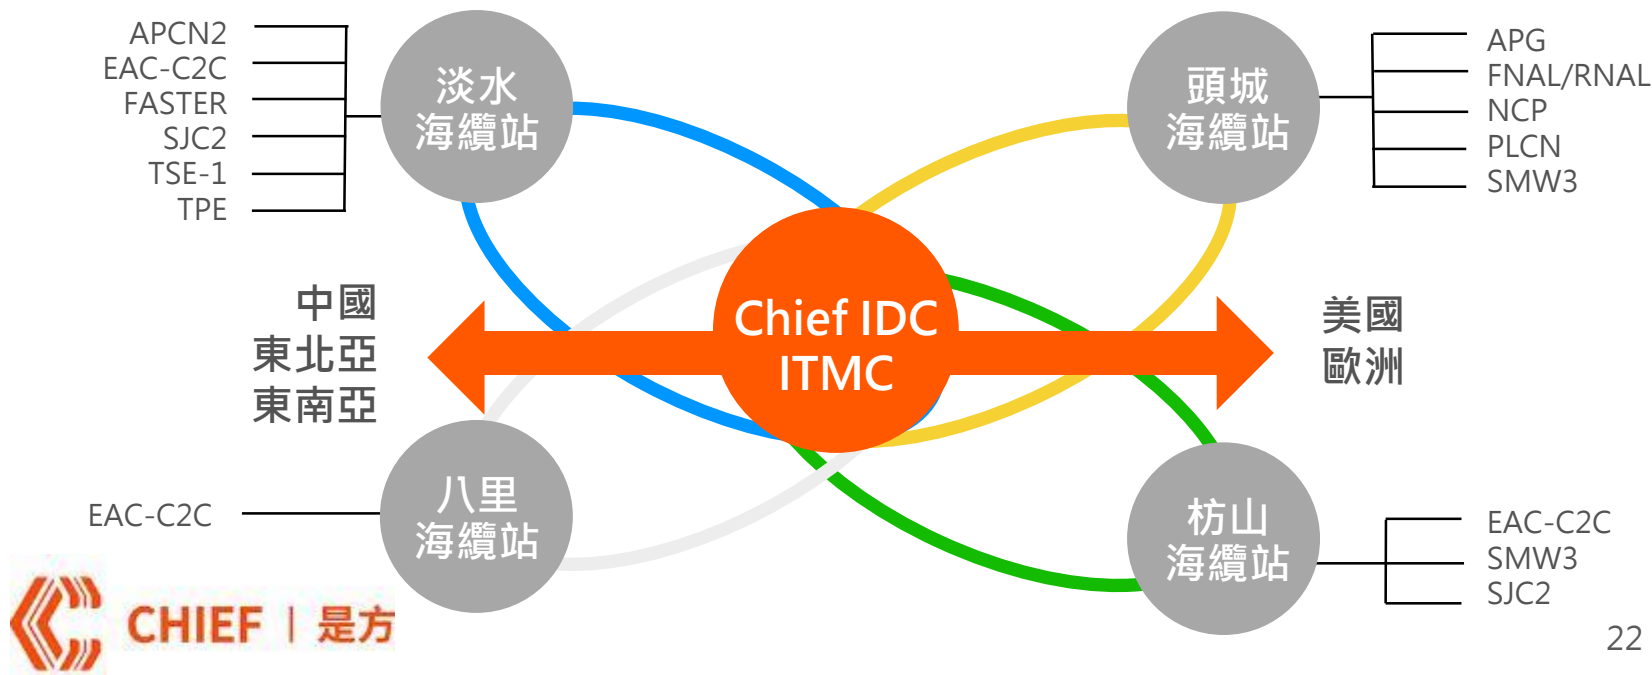 APCN2
EAC-C2C
FASTER
SJC2
TSE-1
TPE
淡水
海纜站
頭城
海纜站
APG
FNAL/RNAL
NCP
PLCN
SMW3
中國
東北亞
東南亞
Chief IDC
ITMC
美國
歐洲
EAC-C2C
八里
海纜站
枋山
海纜站
EAC-C2C
SMW3
SJC2
CHIEF | 是方
22